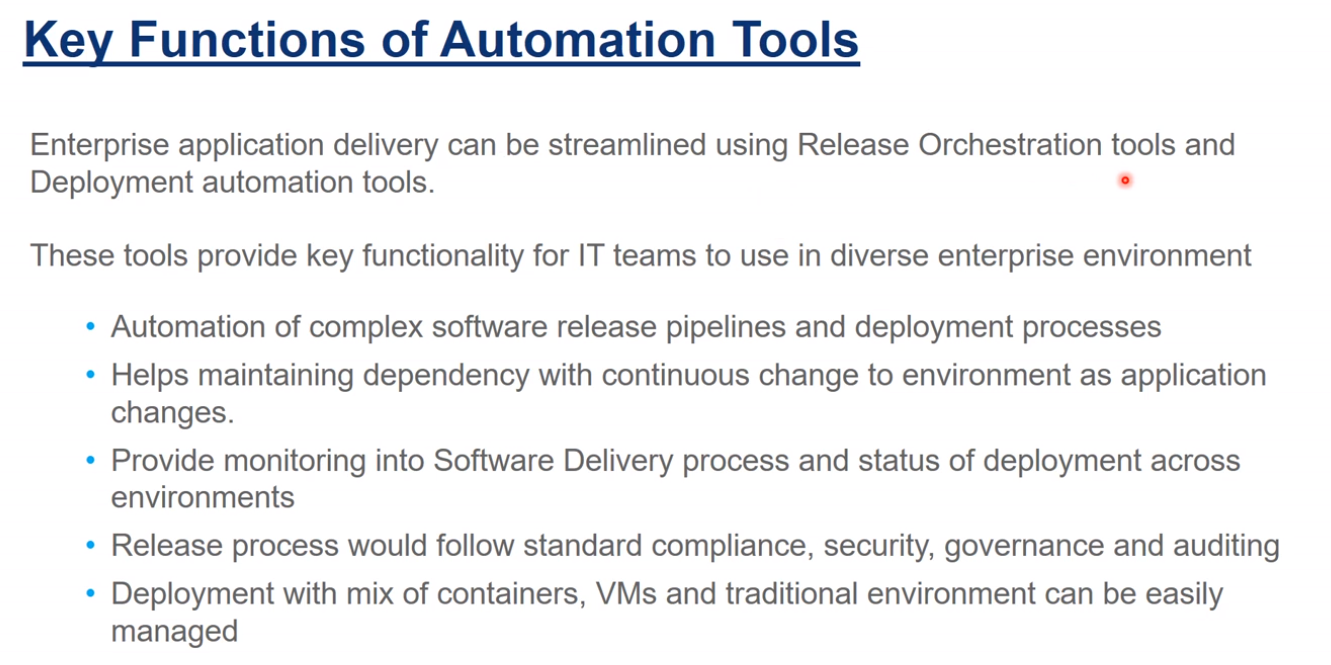 Key Functions of Automation Tools
Enterprise application delivery can be streamlined using Release Orchestration tools and
Deployment automation tools.
These tools provide key functionality for IT teams to use in diverse enterprise environment
• Automation of complex software release pipelines and deployment processes
• Helps maintaining dependency with continuous change to environment as application
changes.
• Provide monitoring into Software Delivery process and status of deployment across
environments
• Release process would follow standard compliance, security, governance and auditing
• Deployment with mix of containers, VMs and traditional environment can be easily
managed